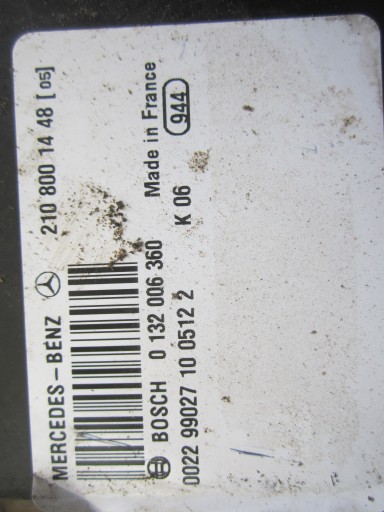 MERCEDES-BENZ 210 800 14 48 [05]
BOSCH 0 132 006 360 Made in France
0022 99027 10 0512 2 K 06 944